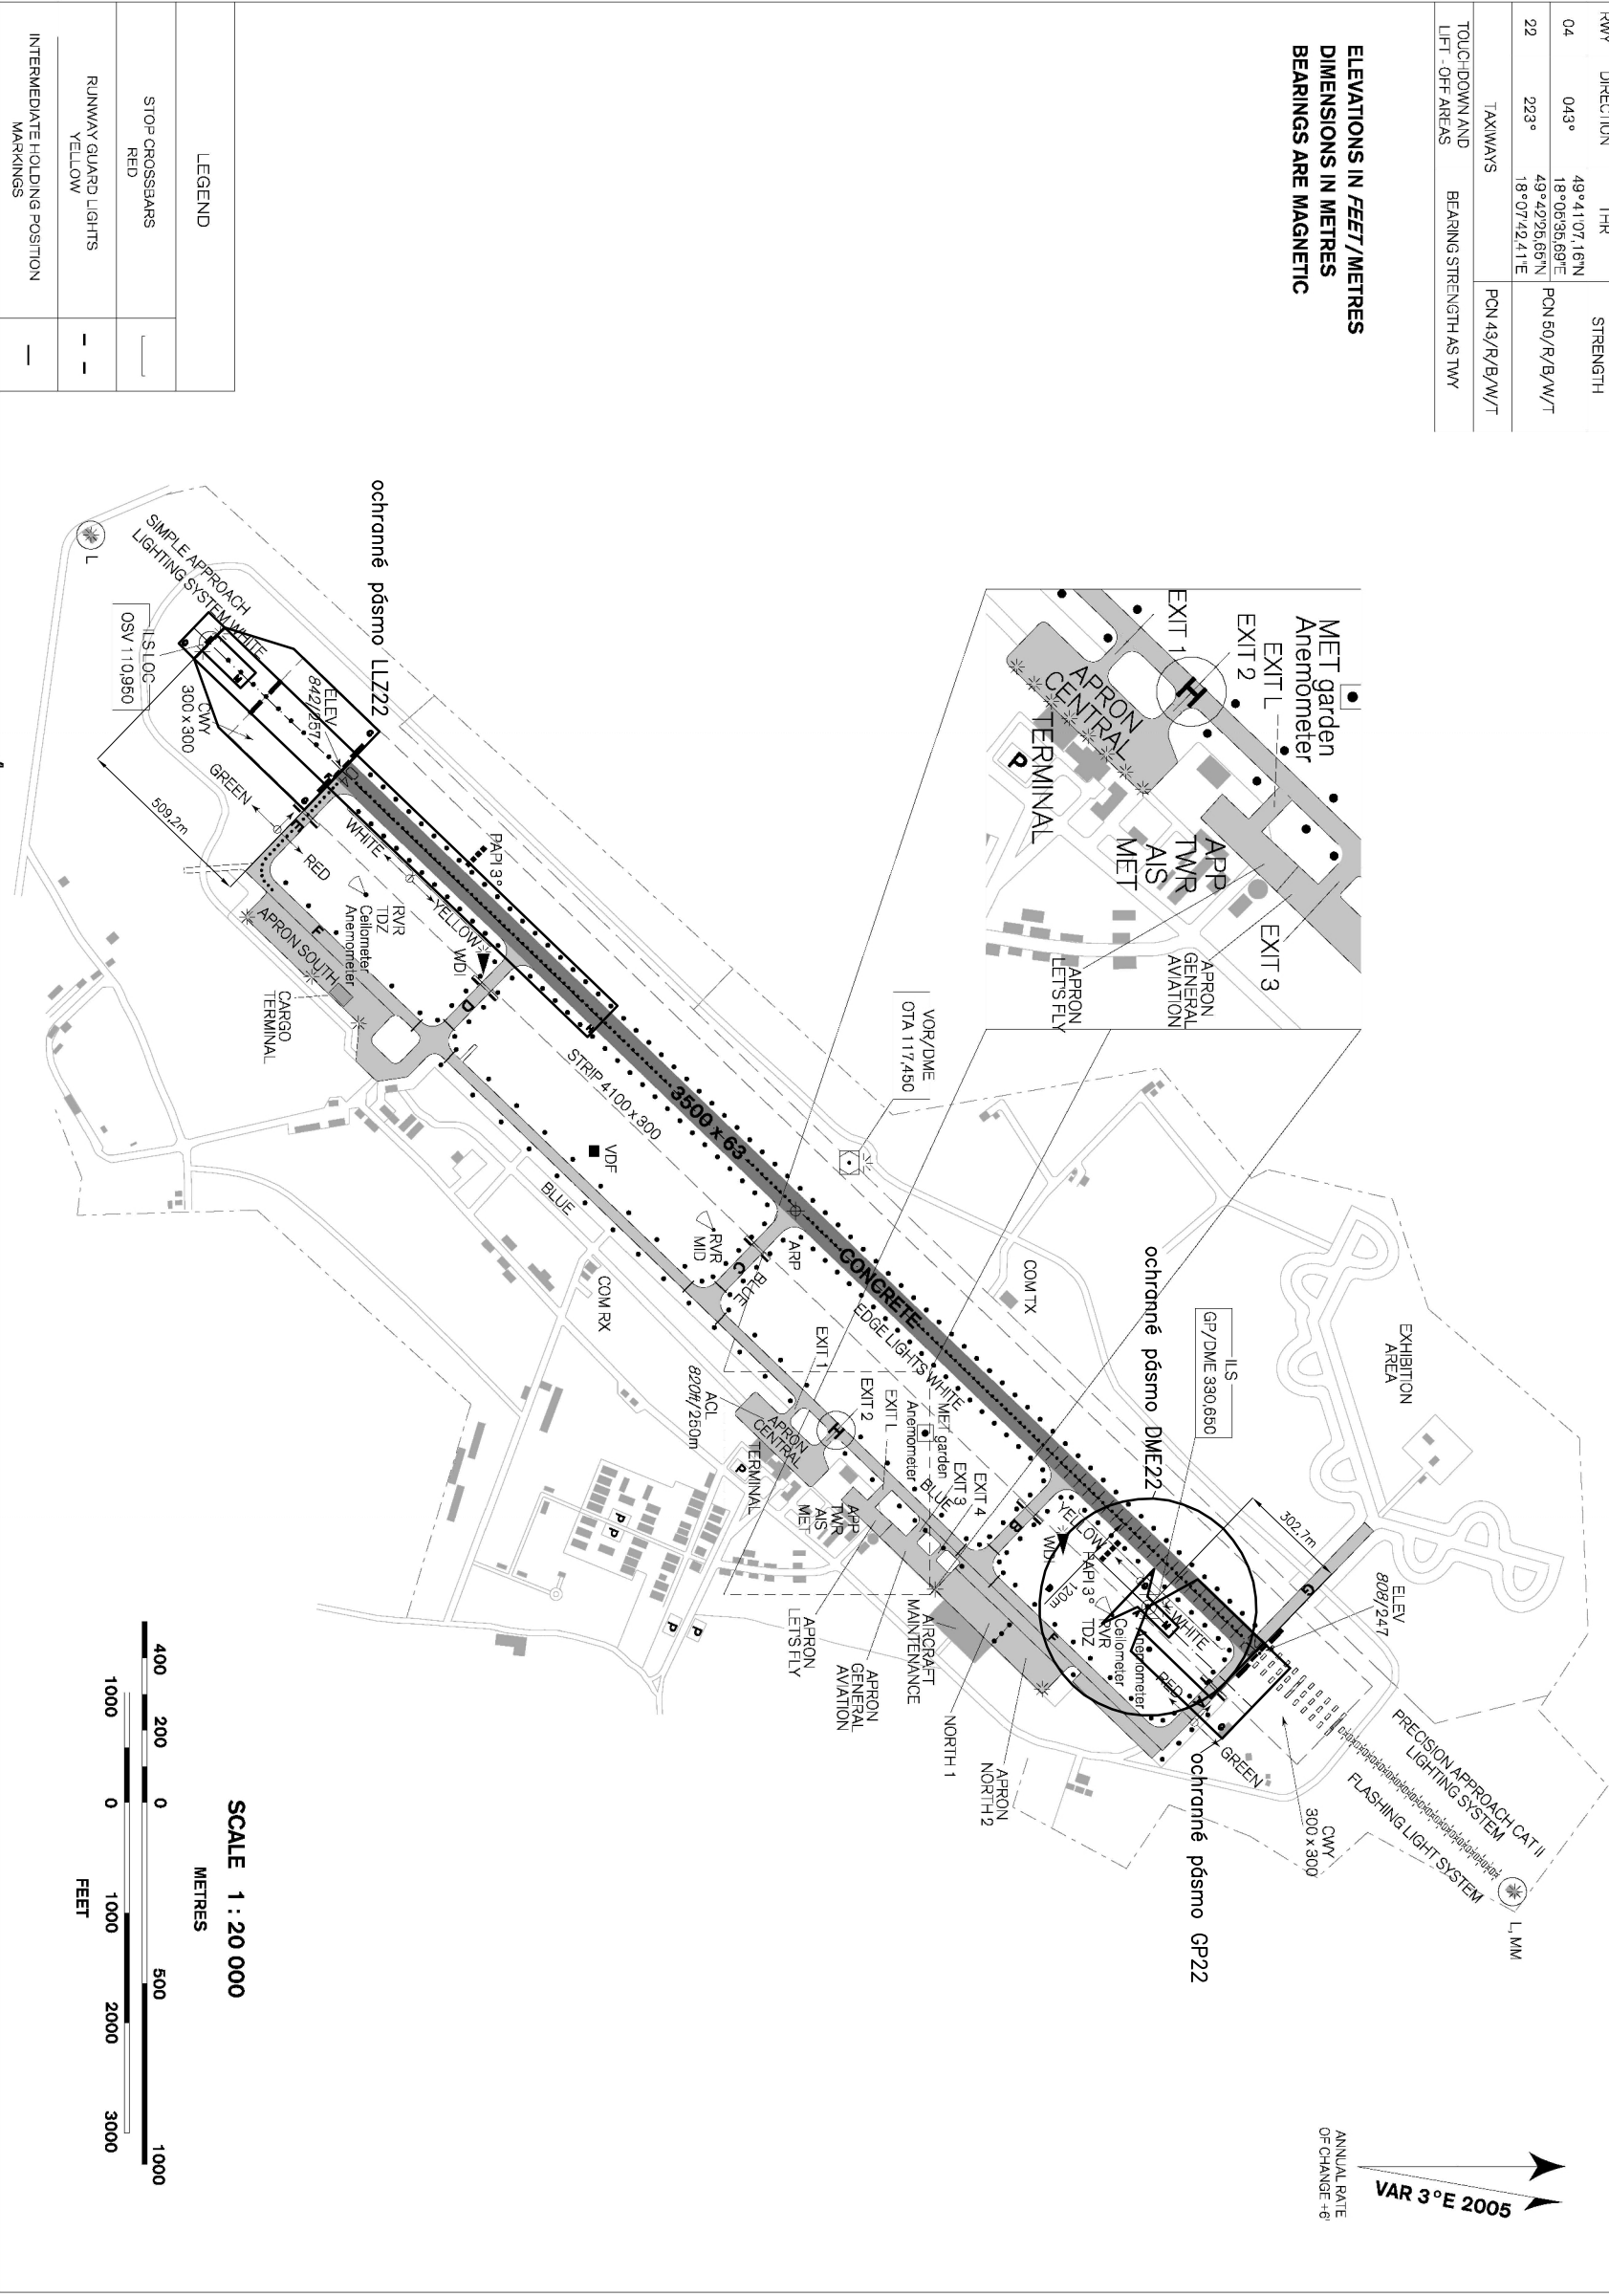 RWY DIRECTION THR STRENGTH
04 043° 49°41'07,16"N
18°05'35,69"E
22 223° 49°42'25,65"N
18°07'42,41"E
PCN 50/R/B/W/T
TAXIWAYS PCN 43/R/B/W/T
TOUCHDOWN AND
LIFT - OFF AREAS
BEARING STRENGTH AS TWY
ELEVATIONS IN FEET/METRES
DIMENSIONS IN METRES
BEARINGS ARE MAGNETIC
LEGEND
STOP CROSSBARS
RED
RUNWAY GUARD LIGHTS
YELLOW
INTERMEDIATE HOLDING POSITION
MARKINGS
MET garden
Anemometer
EXIT L
EXIT 2
EXIT 1
H
APRON
CENTRAL
TERMINAL
P
APP
TWR
AIS
MET
EXIT 3
APRON
GENERAL
AVIATION
APRON
LET'S FLY
ochranné pásmo LLZ22
SIMPLE APPROACH
LIGHTING SYSTEM WHITE
L
ILS LOC
OSV 110,950
ELEV
842/257
CWY
300 x 300
509,2m
GREEN
RED
WHITE
YELLOW
PAPI 3°
RVR
TDZ
Ceilometer
Anemometer
WDI
E
F
D
APRON SOUTH
CARGO
TERMINAL
STRIP 4100 x 300
3500 x 63
CONCRETE
VOR/DME
OTA 117,450
VDF
BLUE
RVR
MID
ARP
C
BLUE
COM RX
COM TX
EDGE LIGHTS WHITE
EXIT 1
EXIT 2
EXIT L
H
ACL
820ft/250m
APRON
CENTRAL
TERMINAL
P
MET garden
Anemometer
BLUE
EXIT 3
EXIT 4
APP
TWR
AIS
MET
P
P
P
P
APRON
LET'S FLY
APRON
GENERAL
AVIATION
AIRCRAFT
MAINTENANCE
NORTH 1
APRON
NORTH 2
ochranné pásmo DME22
ILS
GP/DME 330,650
EXHIBITION
AREA
302,7m
G
ELEV
808/247
YELLOW
B
WDI
PAPI 3°
120m
WHITE
RVR
TDZ
Ceilometer
Anemometer
F
RED
A
GREEN
ochranné pásmo GP22
CWY
300 x 300
PRECISION APPROACH CAT II
LIGHTING SYSTEM
FLASHING LIGHT SYSTEM
L, MM
SCALE 1 : 20 000
METRES
400 200 0 500 1000
1000 0 1000 2000 3000
FEET
VAR 3°E 2005
ANNUAL RATE
OF CHANGE +6'